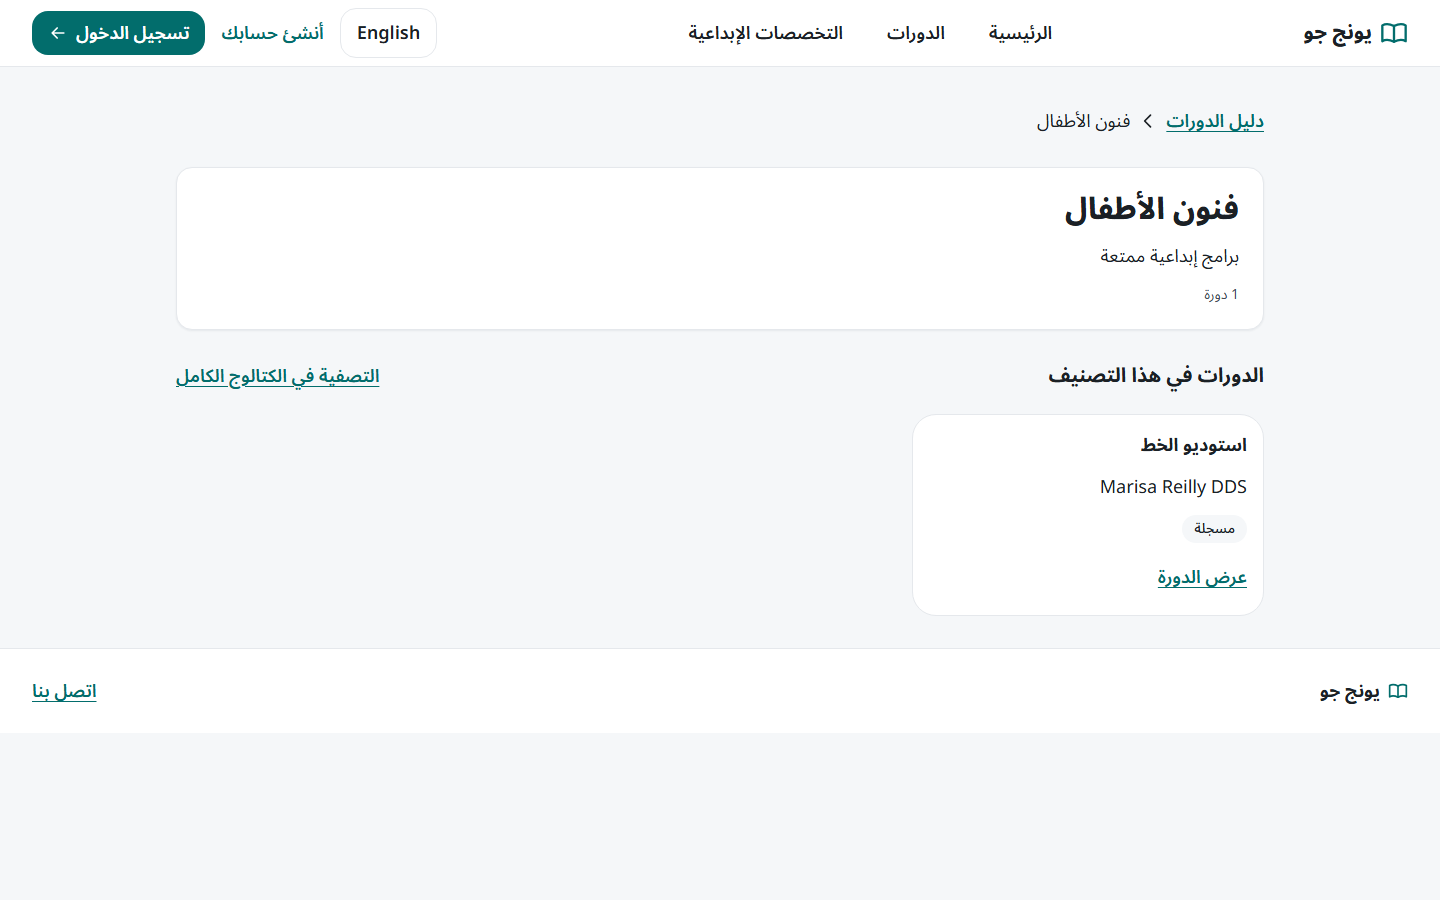 يونج جو
الرئيسية
الدورات
التخصصات الإبداعية
English
أنشئ حسابك
تسجيل الدخول
دليل الدورات
فنون الأطفال
فنون الأطفال
برامج إبداعية ممتعة
1 دورة
الدورات في هذا التصنيف
التصفية في الكتالوج الكامل
استوديو الخط
Marisa Reilly DDS
مسجلة
عرض الدورة
يونج جو
اتصل بنا